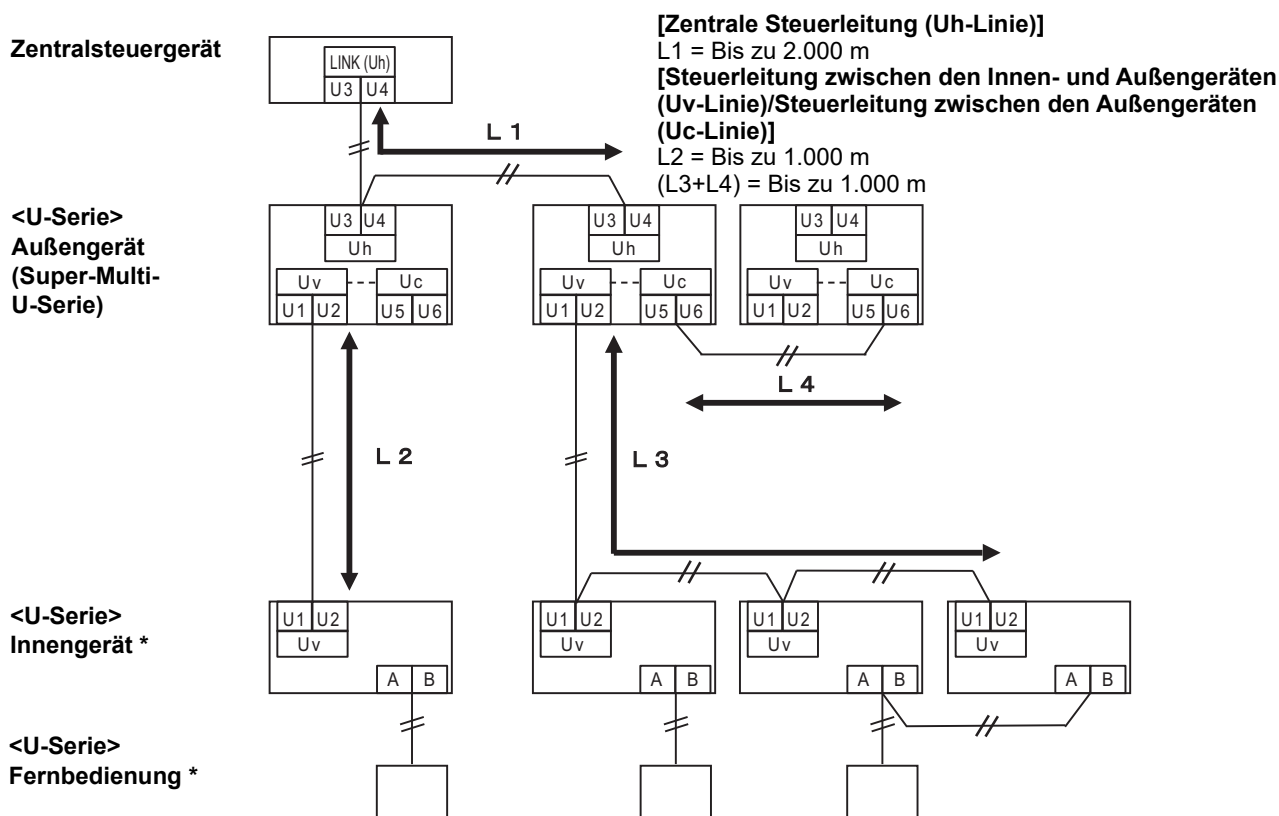 Zentralsteuergerät
LINK (Uh)
U3 U4
[Zentrale Steuerleitung (Uh-Linie)]
L1 = Bis zu 2.000 m
[Steuerleitung zwischen den Innen- und Außengeräten
(Uv-Linie)/Steuerleitung zwischen den Außengeräten
(Uc-Linie)]
L2 = Bis zu 1.000 m
(L3+L4) = Bis zu 1.000 m
L 1
<U-Serie>
Außengerät
(Super-Multi-
U-Serie)
U3 U4
Uh
Uv Uc
U1 U2 U5 U6
U3 U4
Uh
Uv Uc
U1 U2 U5 U6
U3 U4
Uh
Uv Uc
U1 U2 U5 U6
L 4
L 2
L 3
<U-Serie>
Innengerät *
U1 U2
Uv
A B
U1 U2
Uv
A B
U1 U2
Uv
A B
U1 U2
Uv
A B
<U-Serie>
Fernbedienung *